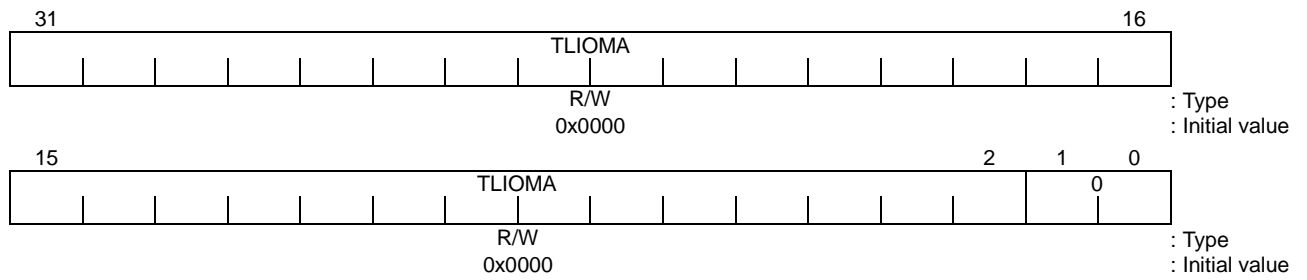 31 16
TLIOMA
R/W : Type
0x0000 : Initial value
15 2 1 0
TLIOMA 0
R/W : Type
0x0000 : Initial value